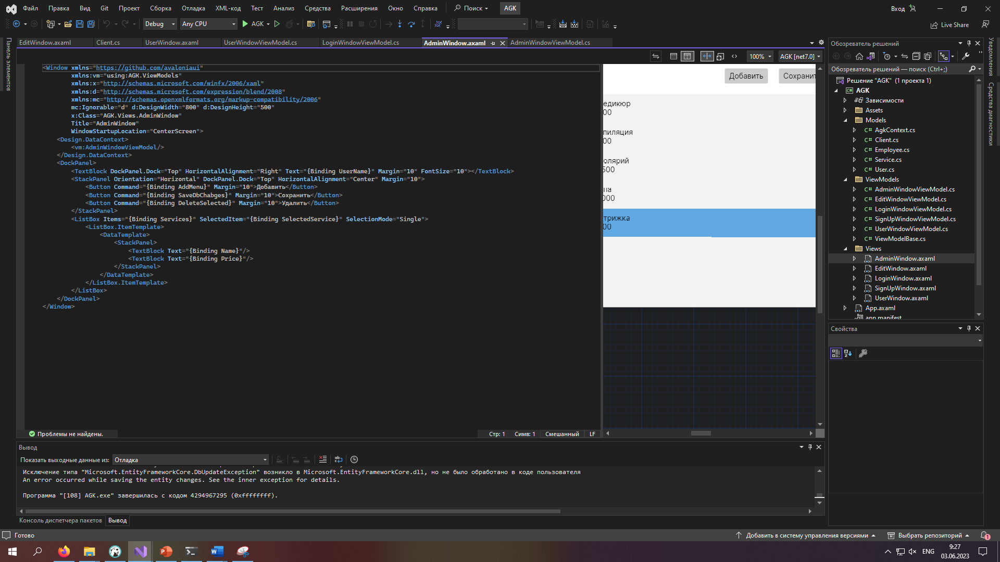 Файл Правка Вид Git Проект Сборка Отладка XML-код Тест Анализ Средства Расширения Окно Справка Поиск AGK Вход
Debug Any CPU AGK Live Share
Панель элементов
EditWindow.axaml Client.cs UserWindow.axaml UserWindowViewModel.cs LoginWindowViewModel.cs AdminWindow.axaml AdminWindowViewModel.cs
100% AGK [net7.0]
<Window xmlns="https://github.com/avaloniaui"
xmlns:vm="using:AGK.ViewModels"
xmlns:x="http://schemas.microsoft.com/winfx/2006/xaml"
xmlns:d="http://schemas.microsoft.com/expression/blend/2008"
xmlns:mc="http://schemas.openxmlformats.org/markup-compatibility/2006"
mc:Ignorable="d" d:DesignWidth="800" d:DesignHeight="500"
x:Class="AGK.Views.AdminWindow"
Title="AdminWindow"
WindowStartupLocation="CenterScreen">
<Design.DataContext>
<vm:AdminWindowViewModel/>
</Design.DataContext>
<DockPanel>
<TextBlock DockPanel.Dock="Top" HorizontalAlignment="Right" Text="{Binding UserName}" Margin="10" FontSize="10"></TextBlock>
<StackPanel Orientation="Horizontal" DockPanel.Dock="Top" HorizontalAlignment="Center" Margin="10">
<Button Command="{Binding AddMenu}" Margin="10">Добавить</Button>
<Button Command="{Binding SaveDbChabges}" Margin="10">Сохранить</Button>
<Button Command="{Binding DeleteSelected}" Margin="10">Удалить</Button>
</StackPanel>
<ListBox Items="{Binding Services}" SelectedItem="{Binding SelectedService}" SelectionMode="Single">
<ListBox.ItemTemplate>
<DataTemplate>
<StackPanel>
<TextBlock Text="{Binding Name}"/>
<TextBlock Text="{Binding Price}"/>
</StackPanel>
</DataTemplate>
</ListBox.ItemTemplate>
</ListBox>
</DockPanel>
</Window>
Добавить Сохранит
едикюр
00
пиляция
00
олярий
500
на
000
трижка
00
Проблемы не найдены. Стр: 1 Симв: 1 Смешанный LF
Обозреватель решений
Обозреватель решений — поиск (Ctrl+;)
Решение "AGK" (1 проекта 1)
AGK
Зависимости
Assets
Models
AgkContext.cs
Client.cs
Employee.cs
Service.cs
User.cs
ViewModels
AdminWindowViewModel.cs
EditWindowViewModel.cs
LoginWindowViewModel.cs
SignUpWindowViewModel.cs
UserWindowViewModel.cs
ViewModelBase.cs
Views
AdminWindow.axaml
EditWindow.axaml
LoginWindow.axaml
SignUpWindow.axaml
UserWindow.axaml
App.axaml
app.manifest
Свойства
Уведомления
Средства диагностики
Вывод
Показать выходные данные из: Отладка
Исключение типа "Microsoft.EntityFrameworkCore.DbUpdateException" возникло в Microsoft.EntityFrameworkCore.dll, но не было обработано в коде пользователя
An error occurred while saving the entity changes. See the inner exception for details.
Программа "[108] AGK.exe" завершилась с кодом 4294967295 (0xffffffff).
Консоль диспетчера пакетов Вывод
Готово Добавить в систему управления версиями Выбрать репозиторий 1
ENG 9:27
03.06.2023